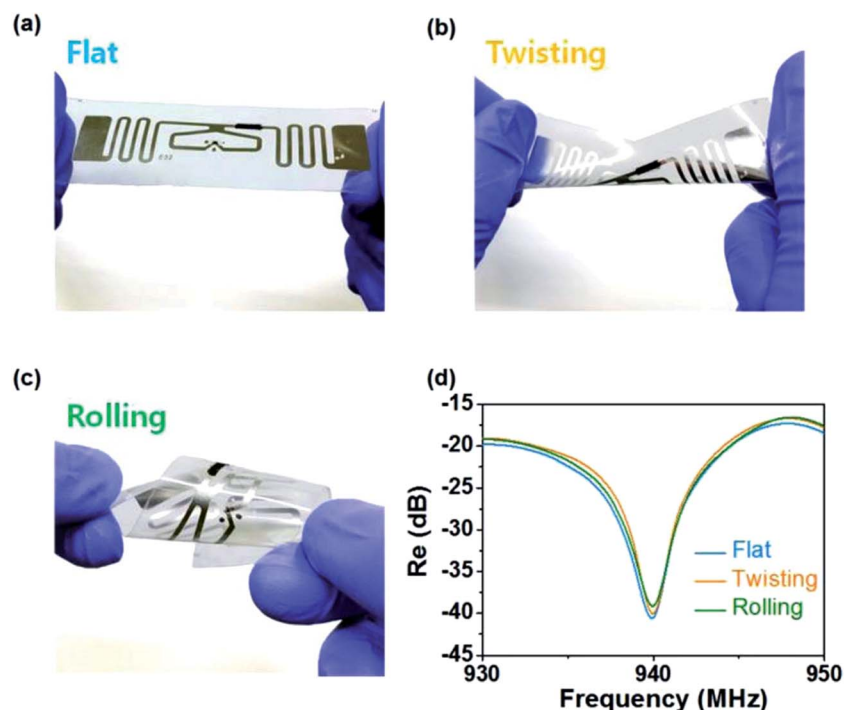 (a)
Flat
(b)
Twisting
(c)
Rolling
(d)
-15
-20
-25
-30
-35
-40
-45
Re (dB)
Flat
Twisting
Rolling
930
940
950
Frequency (MHz)